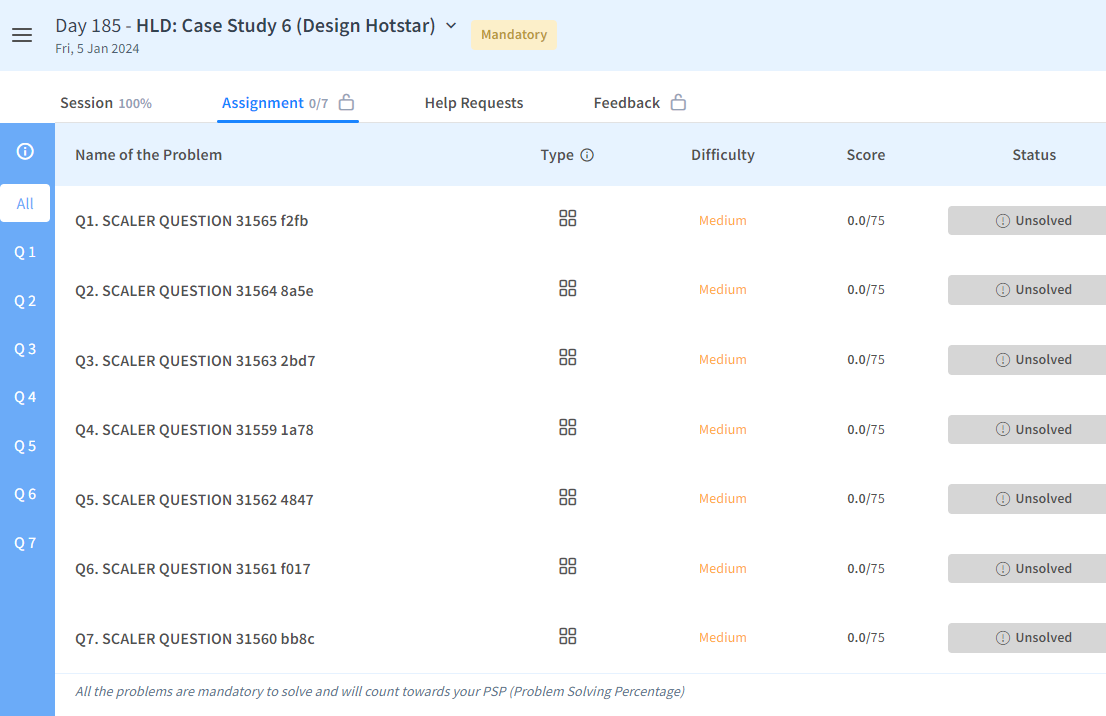 Day 185 - HLD: Case Study 6 (Design Hotstar)
Mandatory
Fri, 5 Jan 2024
Session 100%
Assignment 0/7
Help Requests
Feedback
Name of the Problem Type Difficulty Score Status
All
Q1. SCALER QUESTION 31565 f2fb Medium 0.0/75 Unsolved
Q 1
Q2. SCALER QUESTION 31564 8a5e Medium 0.0/75 Unsolved
Q 2
Q3. SCALER QUESTION 31563 2bd7 Medium 0.0/75 Unsolved
Q 3
Q4. SCALER QUESTION 31559 1a78 Medium 0.0/75 Unsolved
Q 4
Q5. SCALER QUESTION 31562 4847 Medium 0.0/75 Unsolved
Q 5
Q6. SCALER QUESTION 31561 f017 Medium 0.0/75 Unsolved
Q 6
Q7. SCALER QUESTION 31560 bb8c Medium 0.0/75 Unsolved
Q 7
All the problems are mandatory to solve and will count towards your PSP (Problem Solving Percentage)